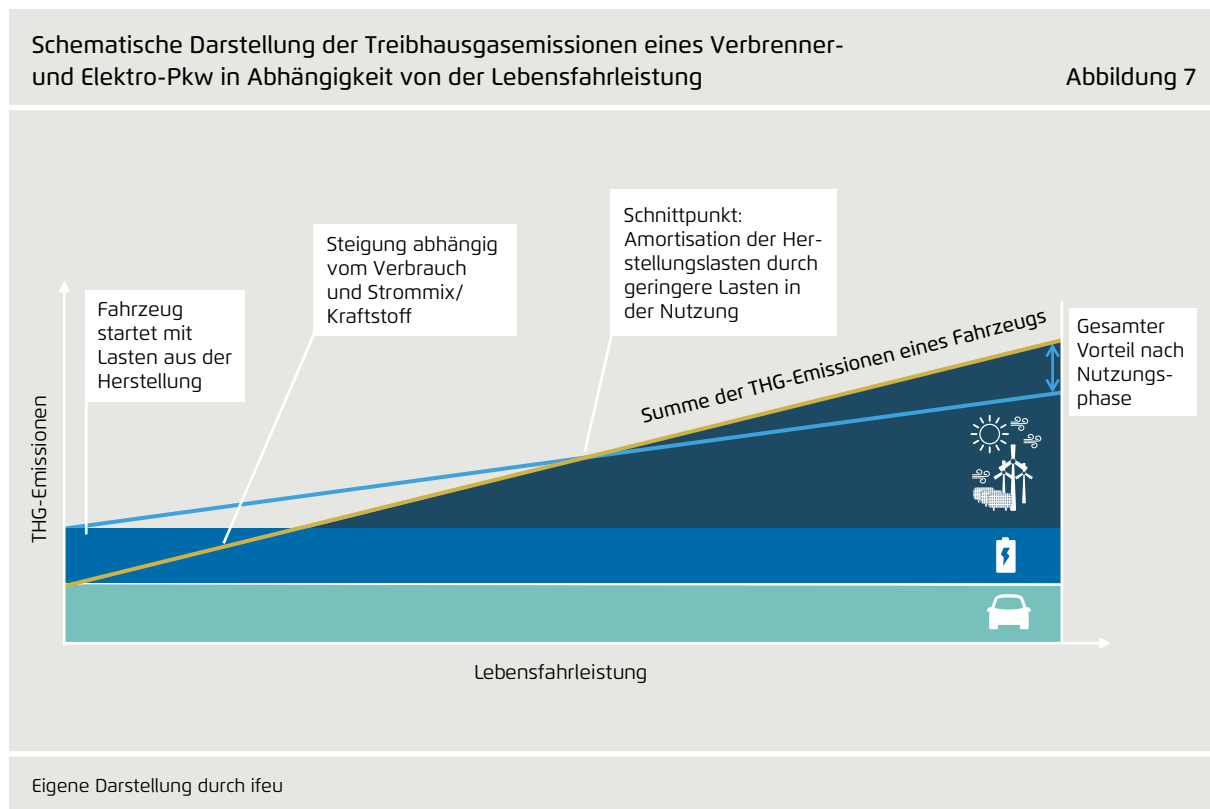 Schematische Darstellung der Treibhausgasemissionen eines Verbrenner-
und Elektro-Pkw in Abhängigkeit von der Lebensfahrleistung
Abbildung 7
Fahrzeug
startet mit
Lasten aus der
Herstellung
Steigung abhängig
vom Verbrauch
und Strommix/
Kraftstoff
Schnittpunkt:
Amortisation der Her-
stellungslasten durch
geringere Lasten in
der Nutzung
Summe der THG-Emissionen eines Fahrzeugs
Gesamter
Vorteil nach
Nutzungs-
phase
THG-Emissionen
Lebensfahrleistung
Eigene Darstellung durch ifeu